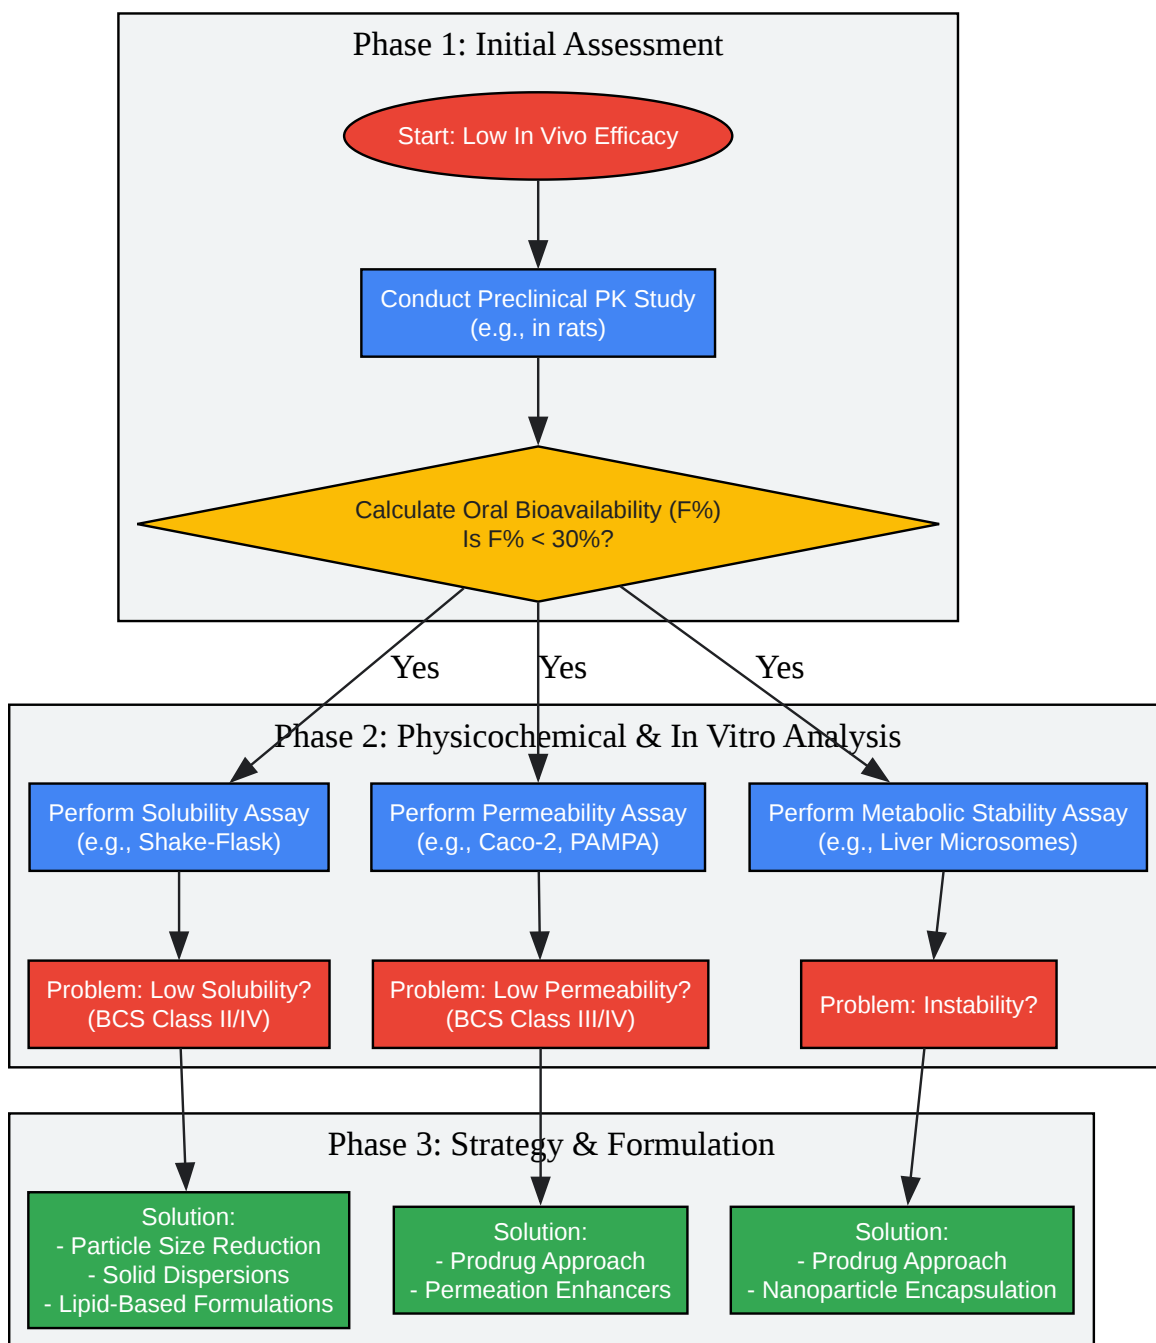 Phase 1: Initial Assessment
Start: Low In Vivo Efficacy
Conduct Preclinical PK Study
(e.g., in rats)
Calculate Oral Bioavailability (F%)
Is F% < 30%?
Yes
Yes
Yes
Phase 2: Physicochemical & In Vitro Analysis
Perform Solubility Assay
(e.g., Shake-Flask)
Perform Permeability Assay
(e.g., Caco-2, PAMPA)
Perform Metabolic Stability Assay
(e.g., Liver Microsomes)
Problem: Low Solubility?
(BCS Class II/IV)
Problem: Low Permeability?
(BCS Class III/IV)
Problem: Instability?
Phase 3: Strategy & Formulation
Solution:
- Particle Size Reduction
- Solid Dispersions
- Lipid-Based Formulations
Solution:
- Prodrug Approach
- Permeation Enhancers
Solution:
- Prodrug Approach
- Nanoparticle Encapsulation